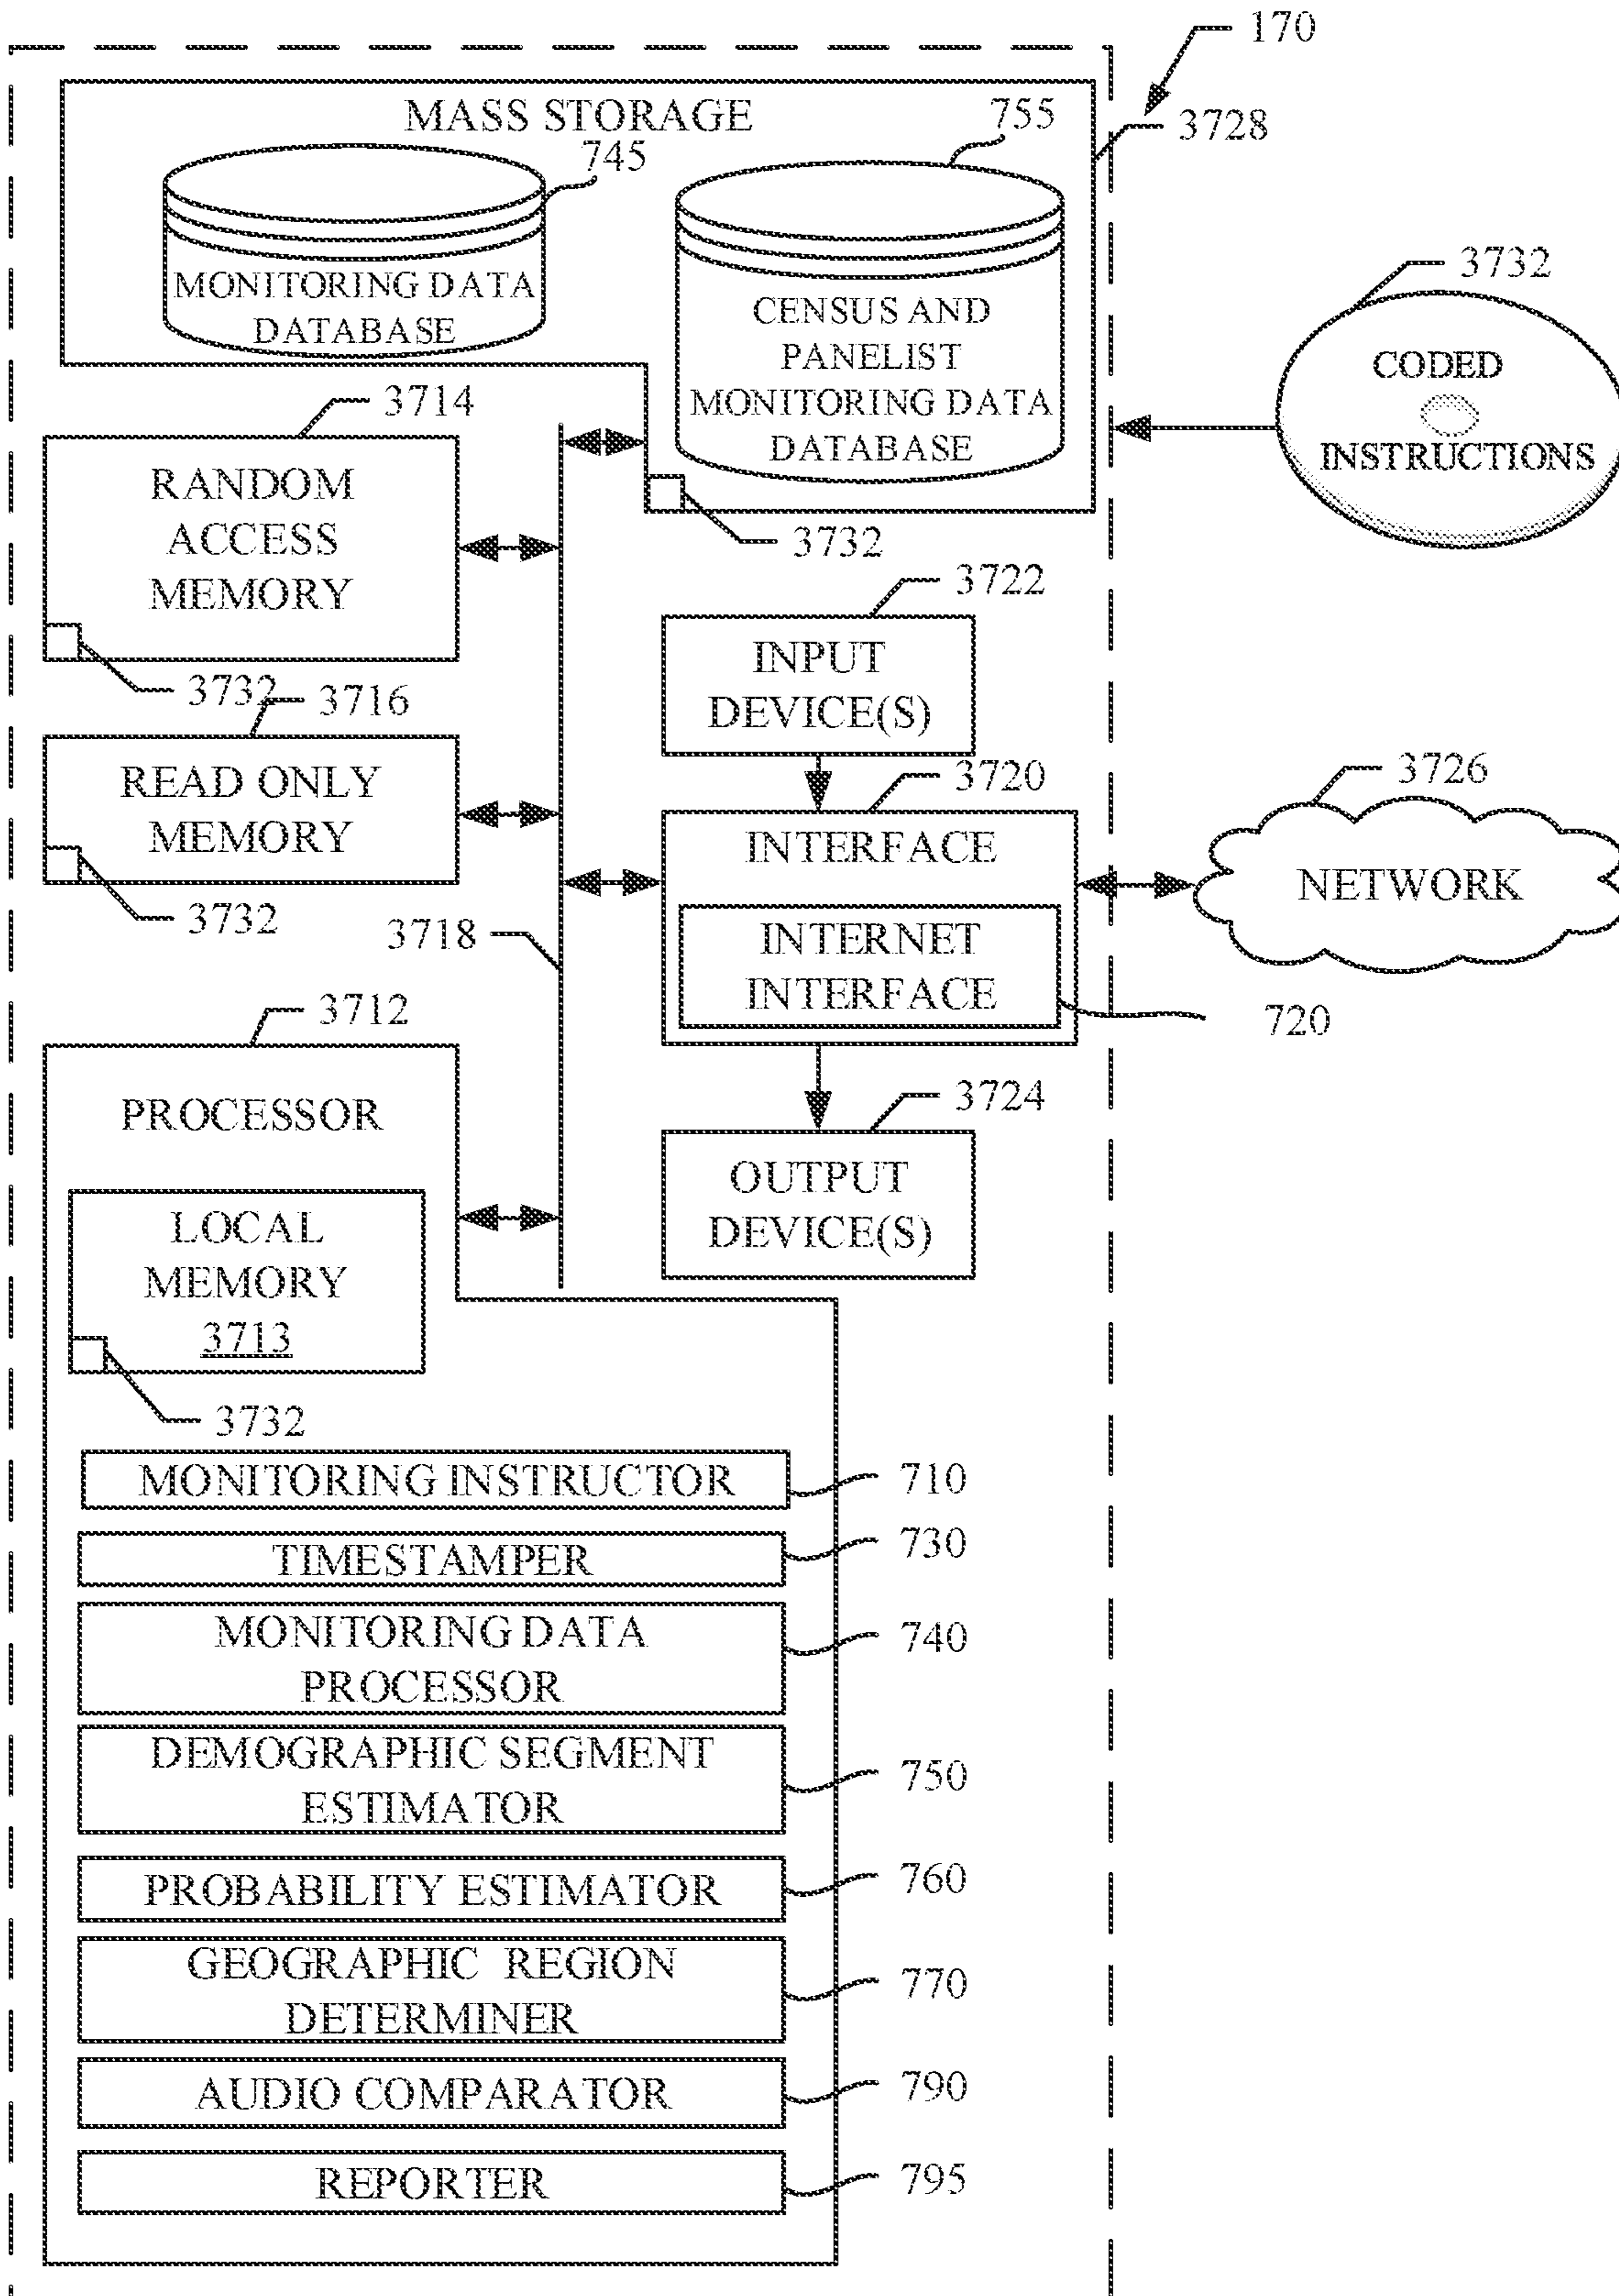 170
MASS STORAGE
755
3728
745
MONITORING DATA
DATABASE
CENSUS AND
PANELIST
MONITORING DATA
DATABASE
3732
CODED
INSTRUCTIONS
3714
RANDOM
ACCESS
MEMORY
3732
3732
3722
INPUT
DEVICE(S)
3716
READ ONLY
MEMORY
3732
3720
INTERFACE
INTERNET
INTERFACE
3726
NETWORK
3718
720
3712
PROCESSOR
3724
OUTPUT
DEVICE(S)
LOCAL
MEMORY
3713
3732
MONITORING INSTRUCTOR
710
TIMESTAMPER
730
MONITORING DATA
PROCESSOR
740
DEMOGRAPHIC SEGMENT
ESTIMATOR
750
PROBABILITY ESTIMATOR
760
GEOGRAPHIC REGION
DETERMINER
770
AUDIO COMPARATOR
790
REPORTER
795